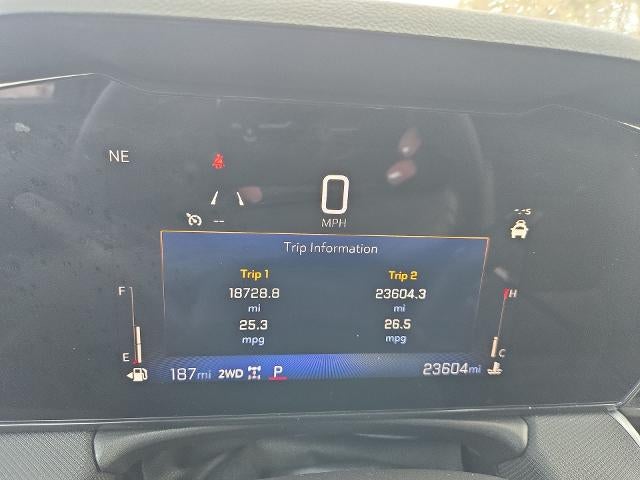 NE
0
MPH
--
--s
Trip Information
Trip 1 Trip 2
18728.8 23604.3
mi mi
25.3 26.5
mpg mpg
F H
E C
187mi 2WD P 23604mi